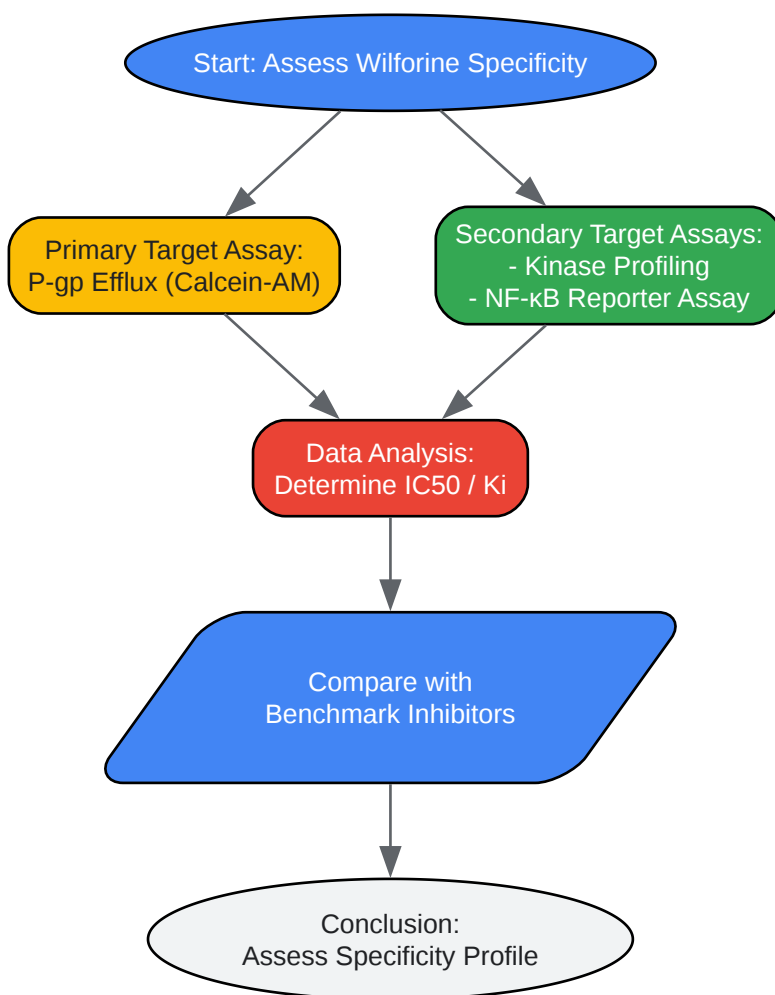 Start: Assess Wilforine Specificity
Primary Target Assay:
P-gp Efflux (Calcein-AM)
Secondary Target Assays:
- Kinase Profiling
- NF-κB Reporter Assay
Data Analysis:
Determine IC50 / Ki
Compare with
Benchmark Inhibitors
Conclusion:
Assess Specificity Profile